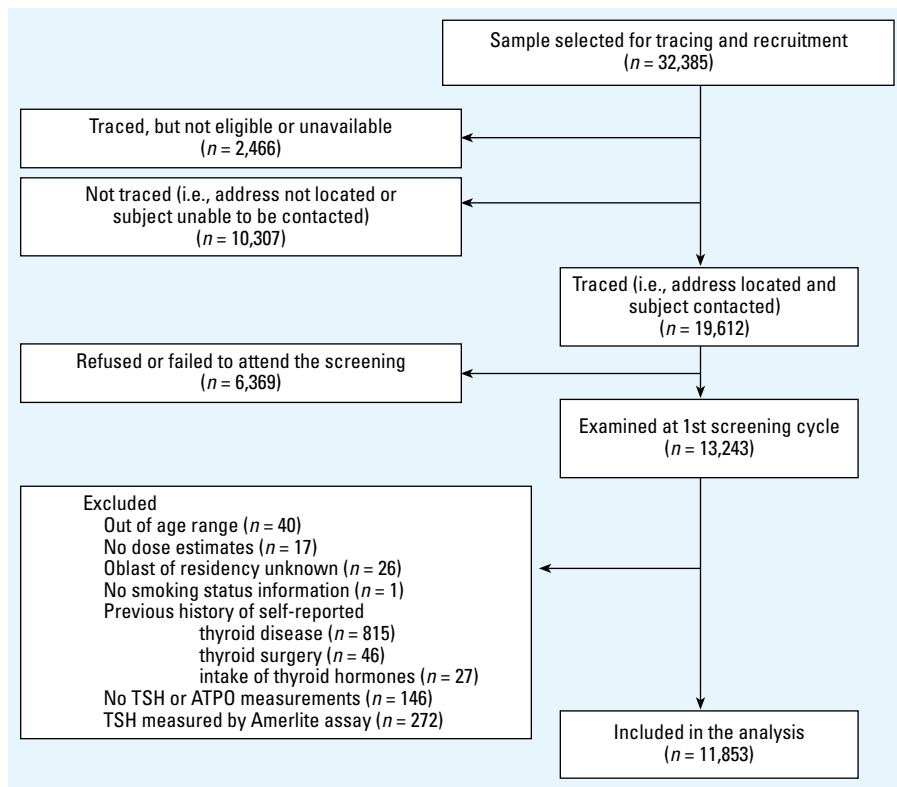 Sample selected for tracing and recruitment
(n = 32,385)
Traced, but not eligible or unavailable
(n = 2,466)
Not traced (i.e., address not located or
subject unable to be contacted)
(n = 10,307)
Traced (i.e., address located and
subject contacted)
(n = 19,612)
Refused or failed to attend the screening
(n = 6,369)
Examined at 1st screening cycle
(n = 13,243)
Excluded
Out of age range (n = 40)
No dose estimates (n = 17)
Oblast of residency unknown (n = 26)
No smoking status information (n = 1)
Previous history of self-reported
thyroid disease (n = 815)
thyroid surgery (n = 46)
intake of thyroid hormones (n = 27)
No TSH or ATPO measurements (n = 146)
TSH measured by Amerlite assay (n = 272)
Included in the analysis
(n = 11,853)